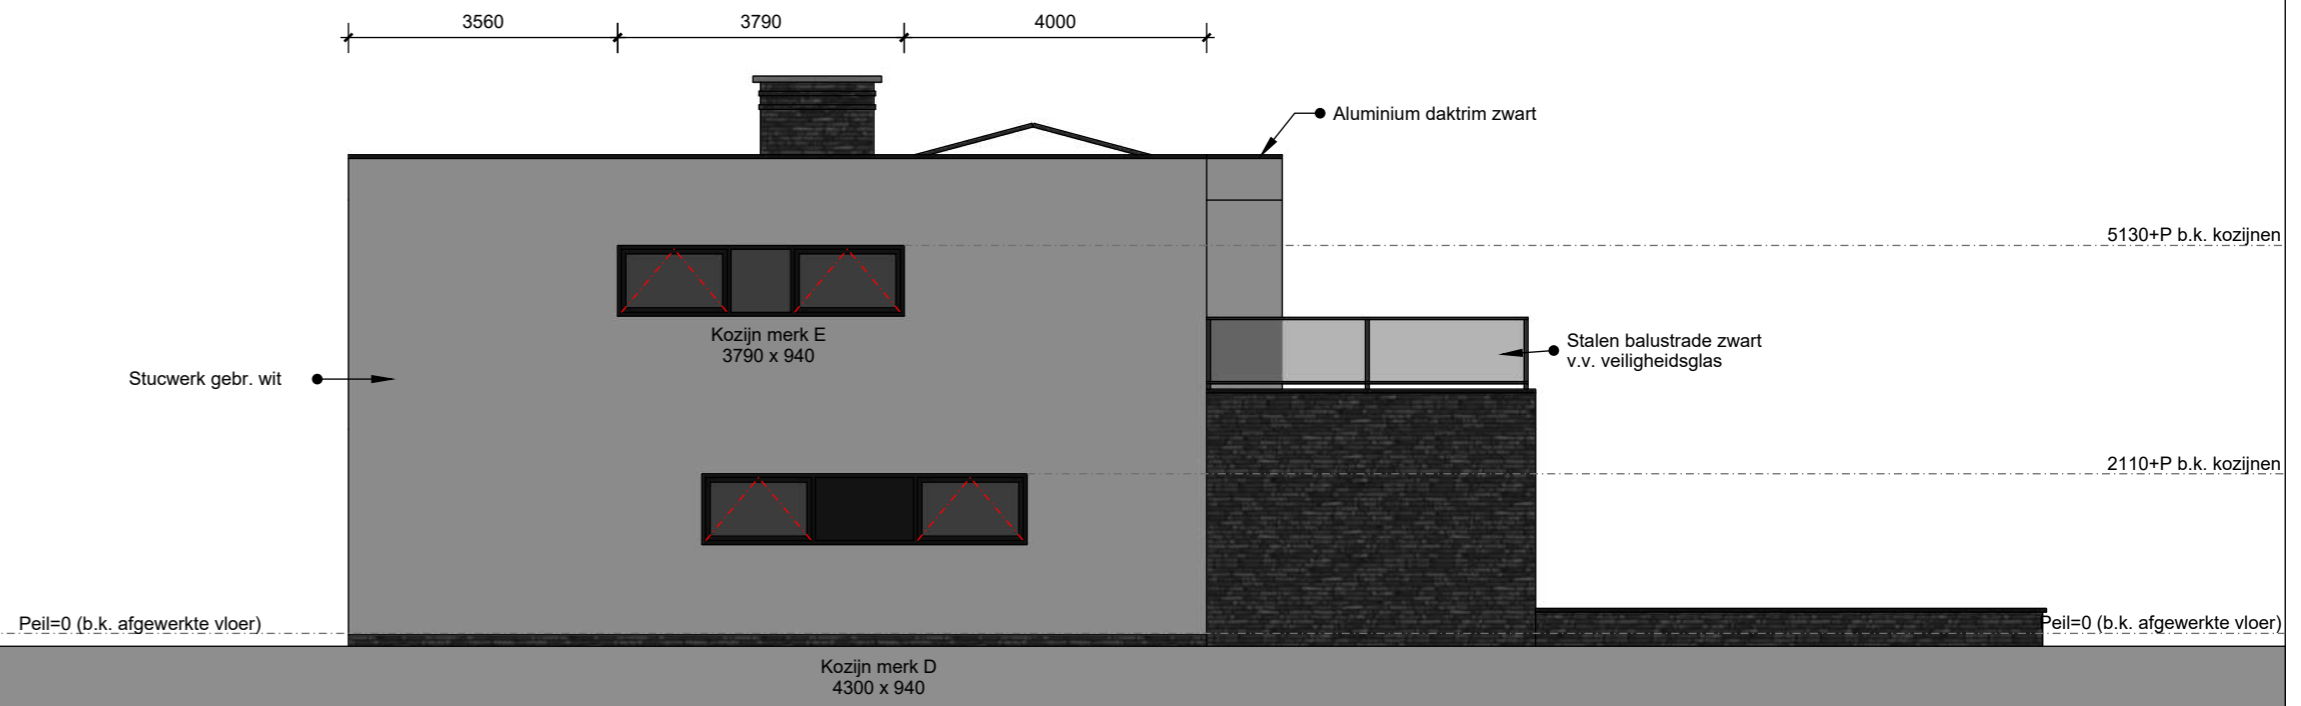 3560
3790
4000
Aluminium daktrim zwart
5130+P b.k. kozijnen
Kozijn merk E
3790 x 940
Stalen balustrade zwart
v.v. veiligheidsglas
Stucwerk gebr. wit
2110+P b.k. kozijnen
Peil=0 (b.k. afgewerkte vloer)
Peil=0 (b.k. afgewerkte vloer)
Kozijn merk D
4300 x 940